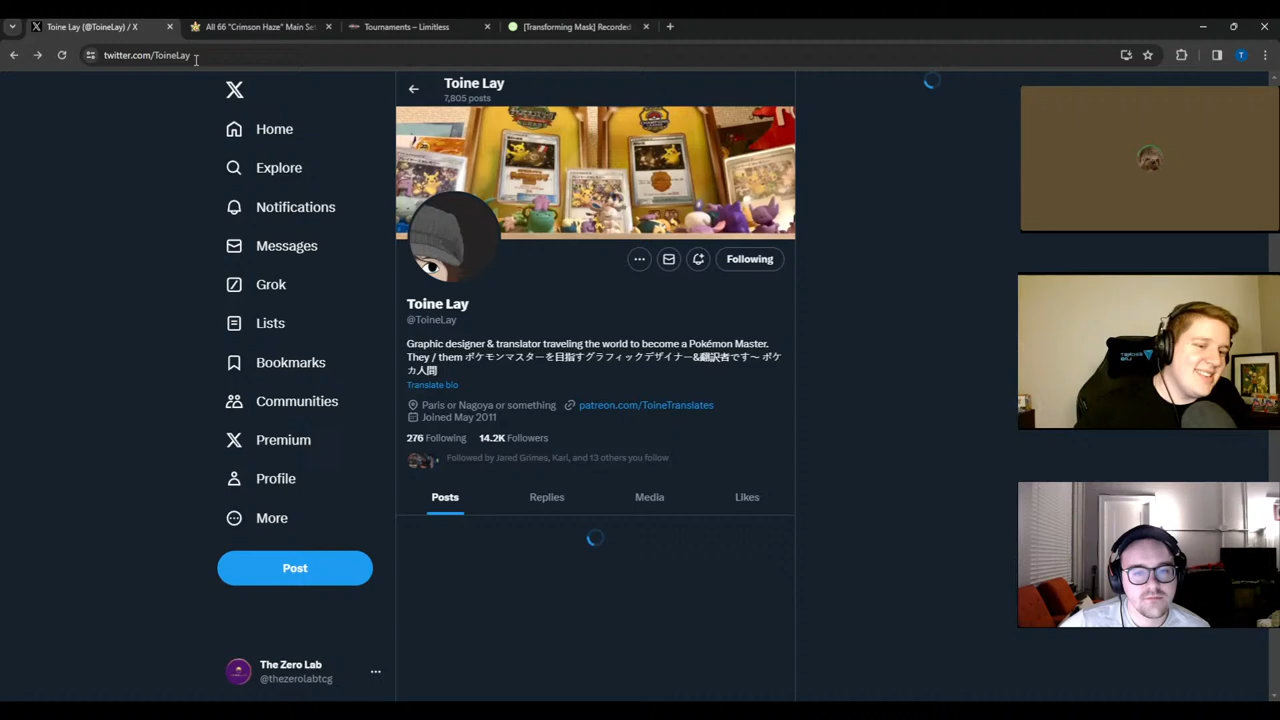 Toine Lay (@ToineLay) / X
All 66 "Crimson Haze" Main Se
Tournaments – Limitless
[Transforming Mask] Recorded
twitter.com/ToineLay
Toine Lay
7,805 posts
Home
Explore
Notifications
Messages
Grok
Lists
Bookmarks
Communities
Premium
Profile
More
Post
Following
Toine Lay
@ToineLay
Graphic designer & translator traveling the world to become a Pokémon Master.
They / them ポケモンマスターを目指すグラフィックデザイナー&翻訳者です〜 ポケ
カ人間
Translate bio
Paris or Nagoya or something patreon.com/ToineTranslates
Joined May 2011
276 Following 14.2K Followers
Followed by Jared Grimes, Karl, and 13 others you follow
Posts Replies Media Likes
The Zero Lab
@thezerolabtcg
T